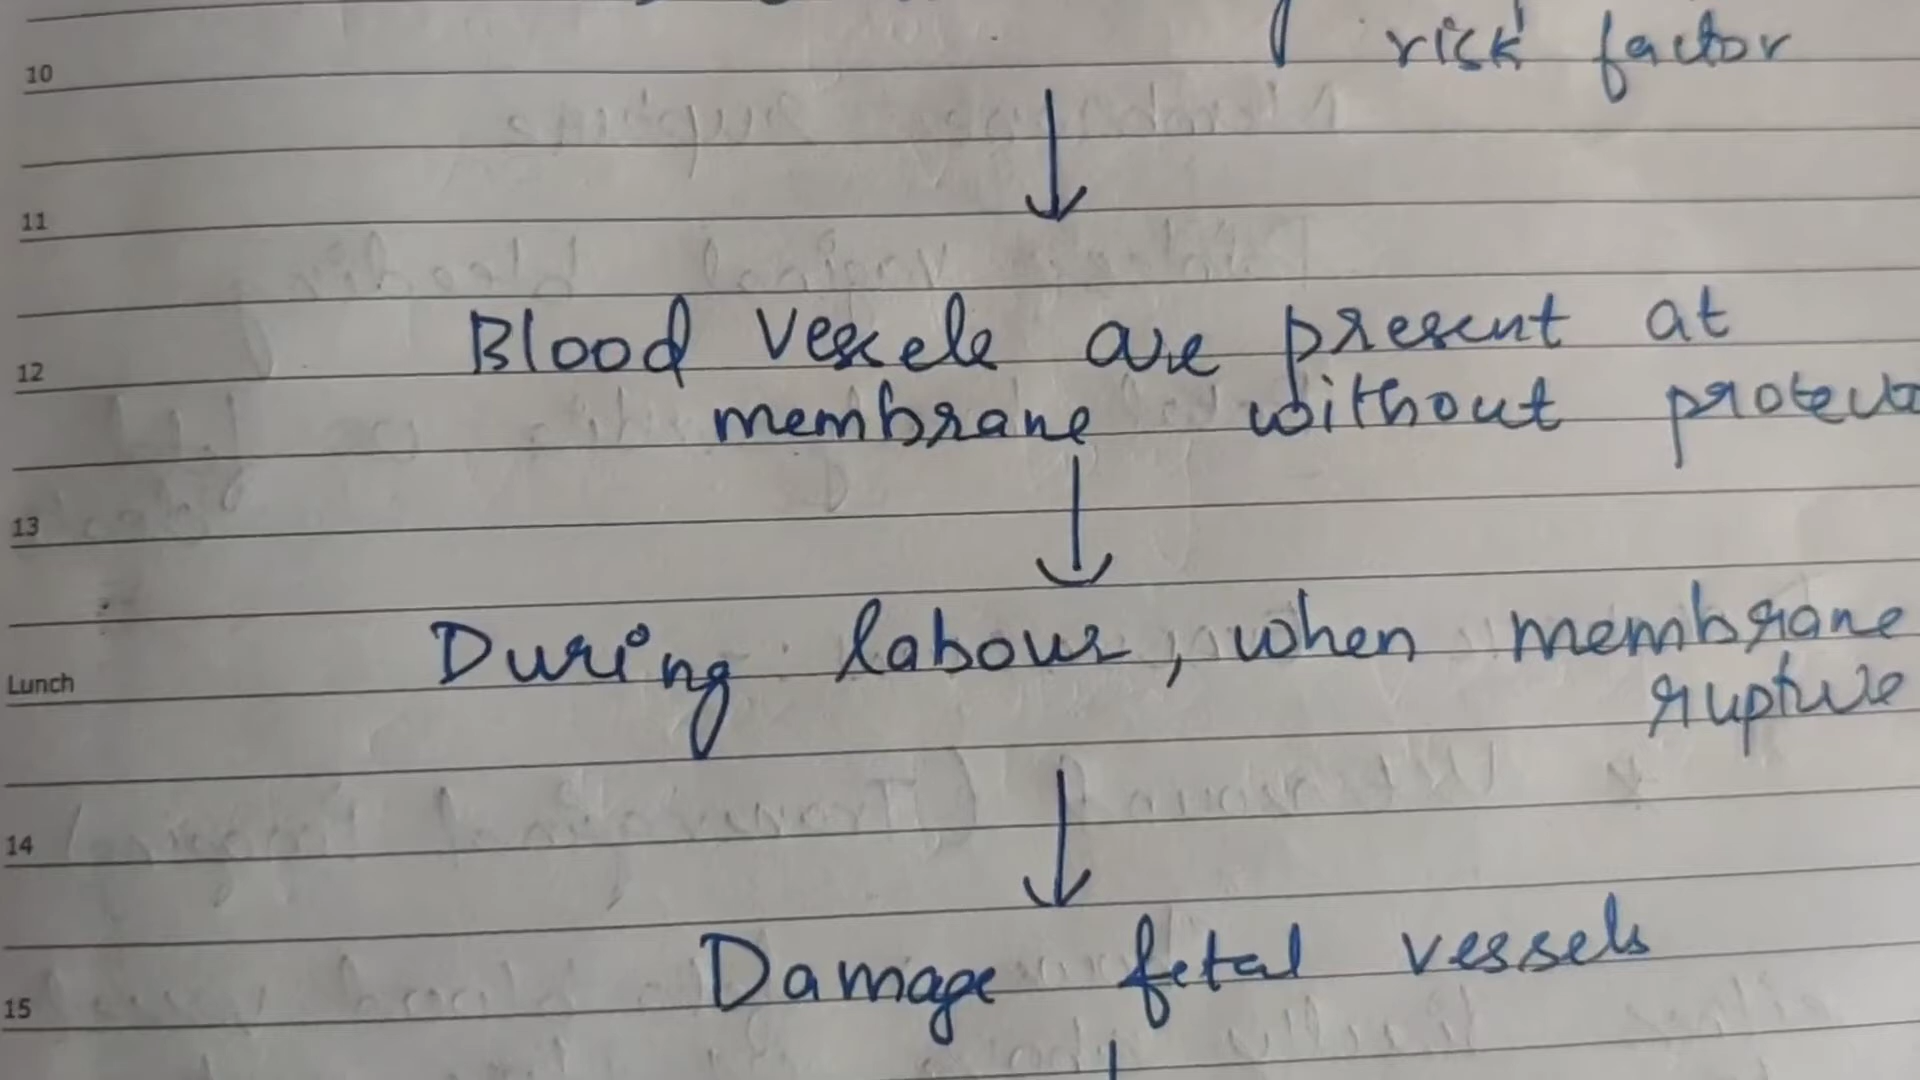 risk factor
10
11
Blood vessels are present at
12
membrane without
13
During labour, when membrane
Lunch
rupture
14
Damage fetal vessels
15